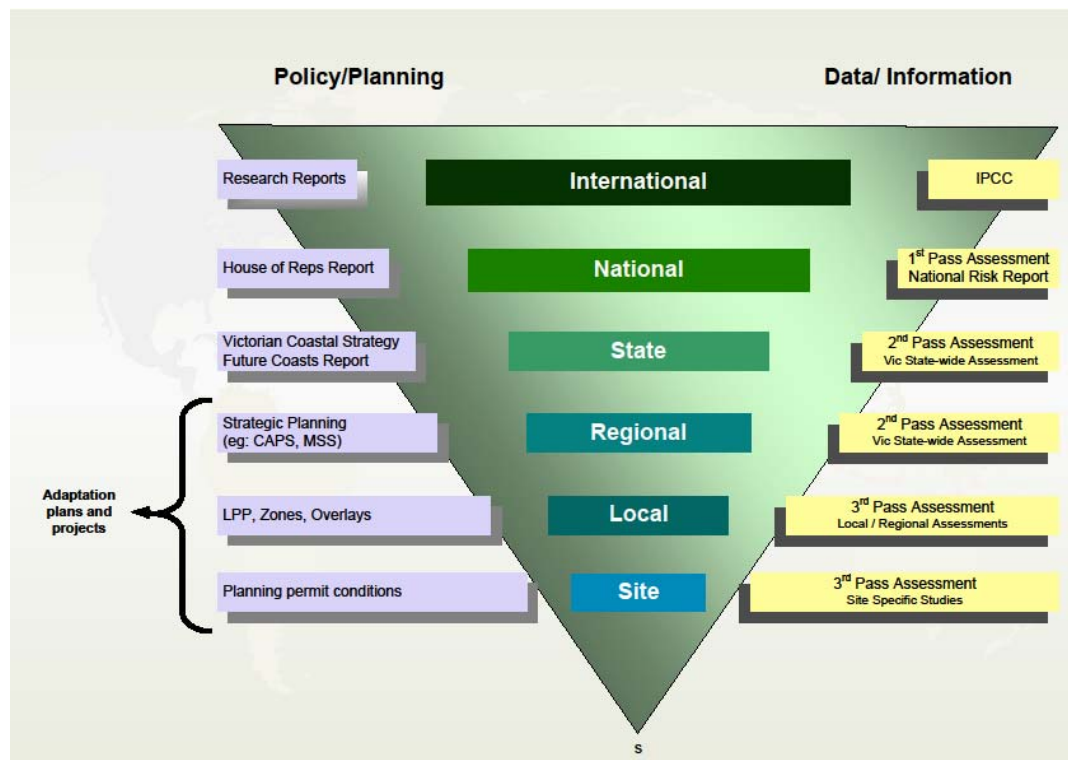 Policy/Planning
Data/ Information
Research Reports
International
IPCC
House of Reps Report
National
1st Pass Assessment
National Risk Report
Victorian Coastal Strategy
Future Coasts Report
State
2nd Pass Assessment
Vic State-wide Assessment
Strategic Planning
(eg: CAPS, MSS)
Regional
2nd Pass Assessment
Vic State-wide Assessment
Adaptation
plans and
projects
LPP, Zones, Overlays
Local
3rd Pass Assessment
Local / Regional Assessments
Planning permit conditions
Site
3rd Pass Assessment
Site Specific Studies
s